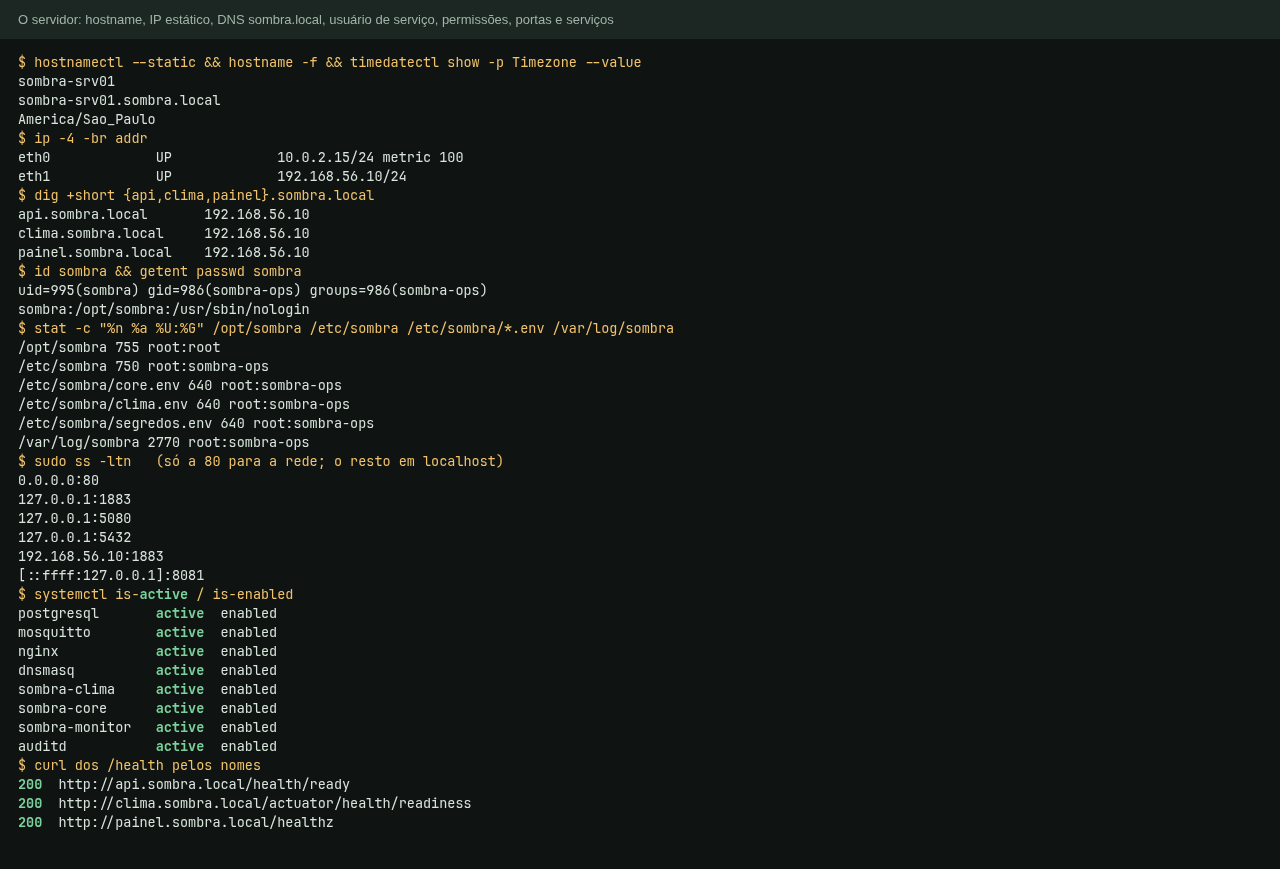 O servidor: hostname, IP estático, DNS sombra.local, usuário de serviço, permissões, portas e serviços
$ hostnamectl --static && hostname -f && timedatectl show -p Timezone --value
sombra-srv01
sombra-srv01.sombra.local
America/Sao_Paulo
$ ip -4 -br addr
eth0             UP             10.0.2.15/24 metric 100
eth1             UP             192.168.56.10/24
$ dig +short {api,clima,painel}.sombra.local
api.sombra.local       192.168.56.10
clima.sombra.local     192.168.56.10
painel.sombra.local    192.168.56.10
$ id sombra && getent passwd sombra
uid=995(sombra) gid=986(sombra-ops) groups=986(sombra-ops)
sombra:/opt/sombra:/usr/sbin/nologin
$ stat -c "%n %a %U:%G" /opt/sombra /etc/sombra /etc/sombra/*.env /var/log/sombra
/opt/sombra 755 root:root
/etc/sombra 750 root:sombra-ops
/etc/sombra/core.env 640 root:sombra-ops
/etc/sombra/clima.env 640 root:sombra-ops
/etc/sombra/segredos.env 640 root:sombra-ops
/var/log/sombra 2770 root:sombra-ops
$ sudo ss -ltn   (só a 80 para a rede; o resto em localhost)
0.0.0.0:80
127.0.0.1:1883
127.0.0.1:5080
127.0.0.1:5432
192.168.56.10:1883
[::ffff:127.0.0.1]:8081
$ systemctl is-active / is-enabled
postgresql       active  enabled
mosquitto        active  enabled
nginx            active  enabled
dnsmasq          active  enabled
sombra-clima     active  enabled
sombra-core      active  enabled
sombra-monitor   active  enabled
auditd           active  enabled
$ curl dos /health pelos nomes
200  http://api.sombra.local/health/ready
200  http://clima.sombra.local/actuator/health/readiness
200  http://painel.sombra.local/healthz